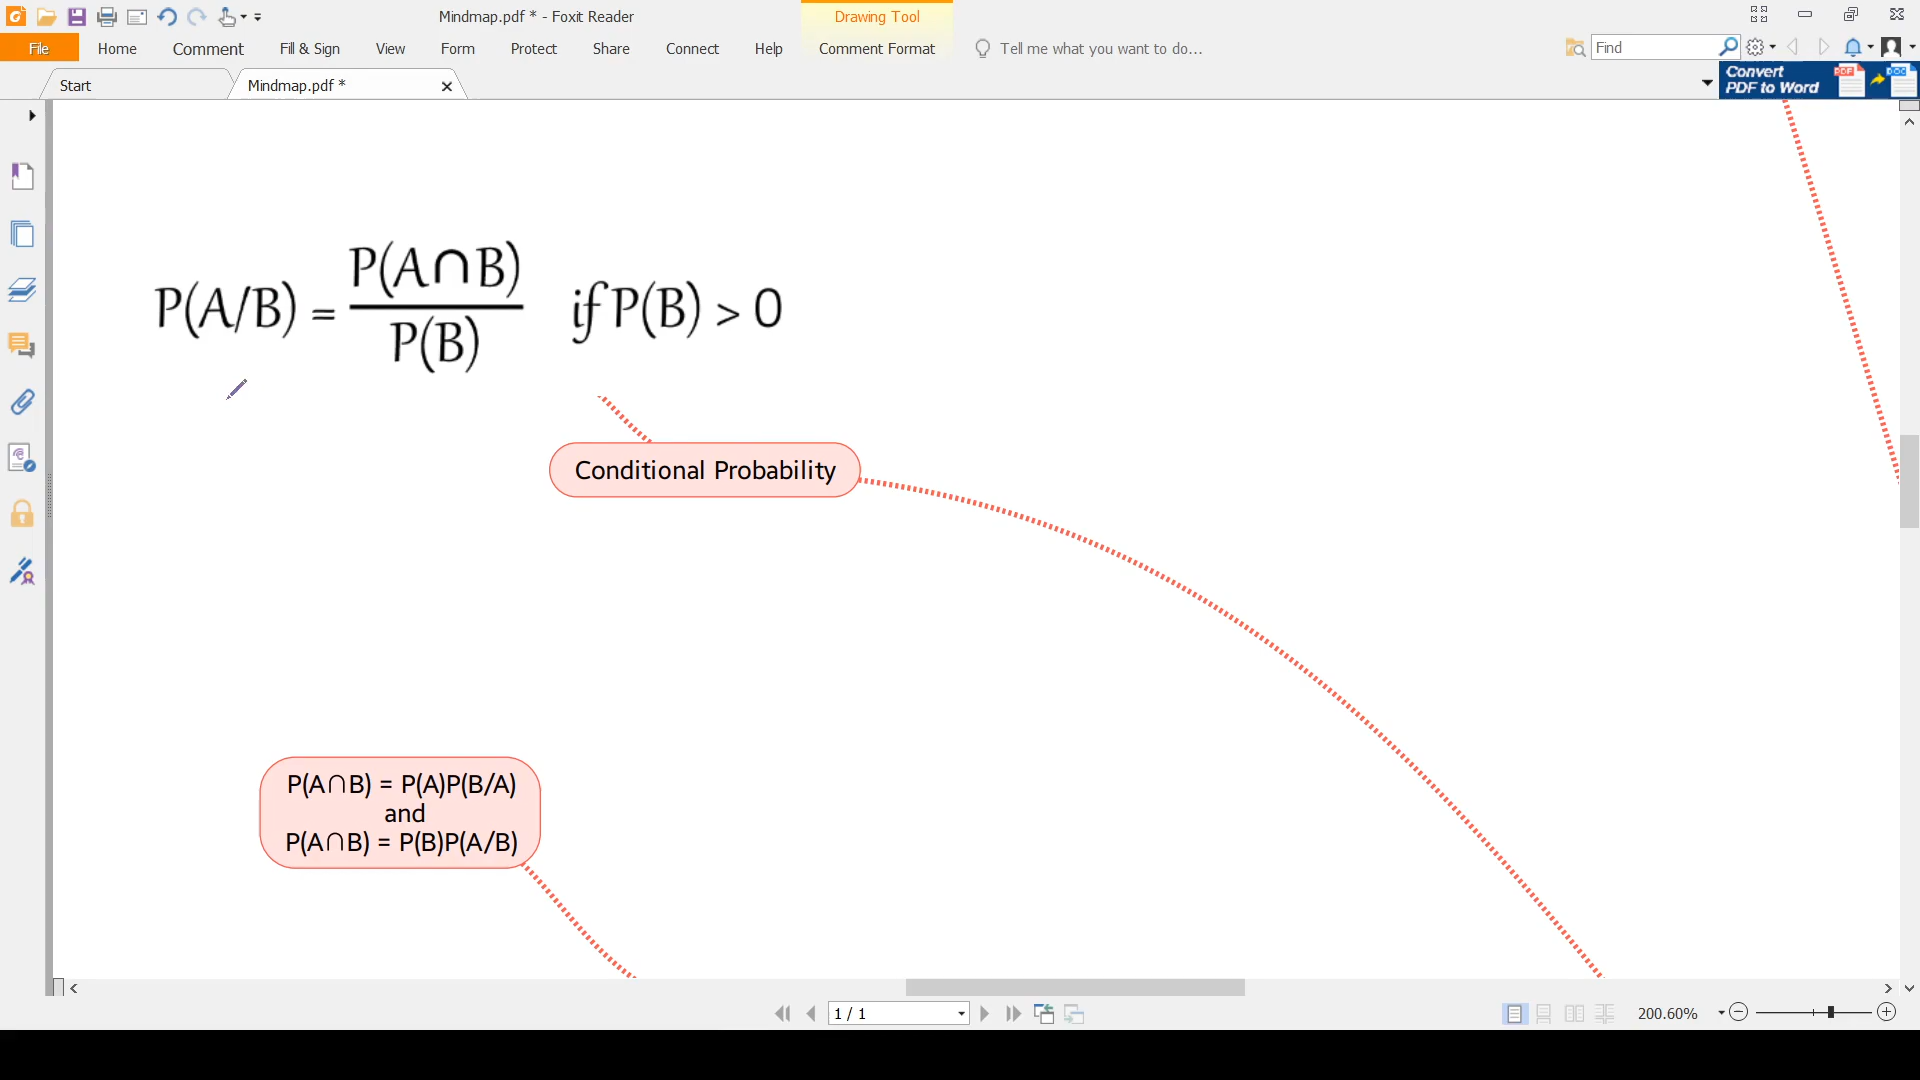 Mindmap.pdf * - Foxit Reader
Drawing Tool
File
Home
Comment
Fill & Sign
View
Form
Protect
Share
Connect
Help
Comment Format
Tell me what you want to do...
Find
Start
Mindmap.pdf *
Convert
PDF to Word
PDF
DOC
P(A/B) = P(A∩B) / P(B) if P(B) > 0
Conditional Probability
P(A∩B) = P(A)P(B/A)
and
P(A∩B) = P(B)P(A/B)
1 / 1
200.60%